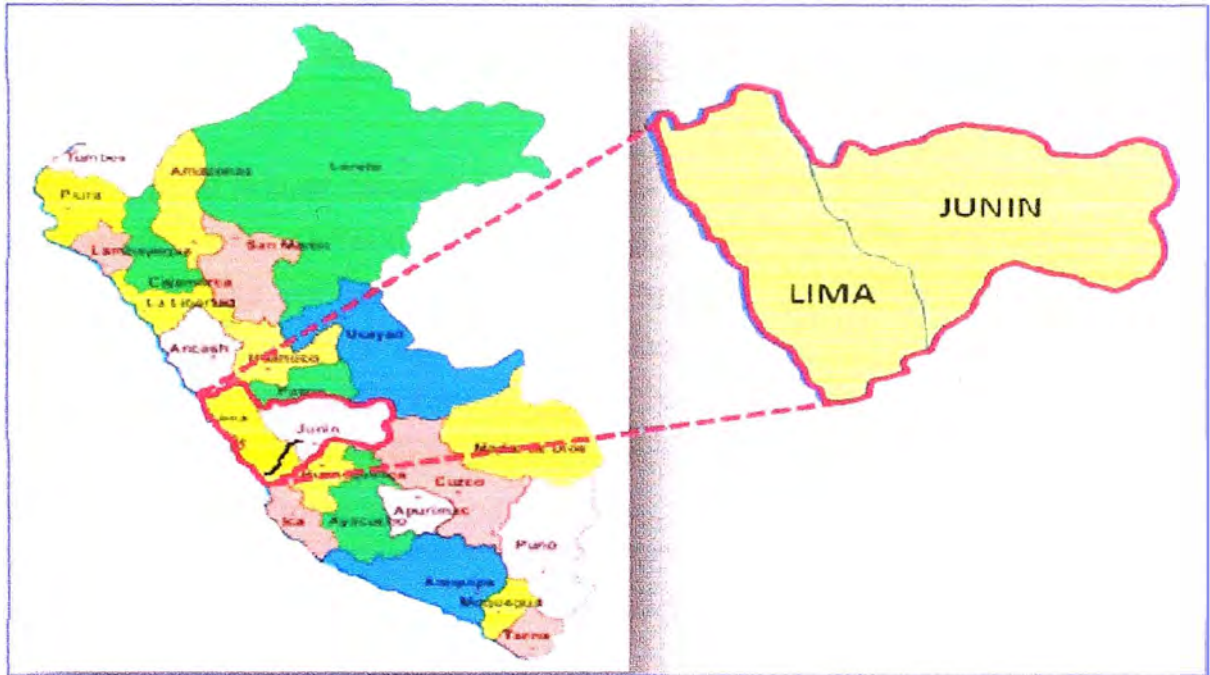 Tumbes
Amazonas
Loreto
Piura
Lambayeque
San Martin
Cajamarca
La Libertad
Ancash
Ucayali
Huanuco
Pasco
Junin
Madre de Dios
Cuzco
Ica
Ayacucho
Apurimac
Puno
Arequipa
Moquegua
Tacna
JUNIN
LIMA